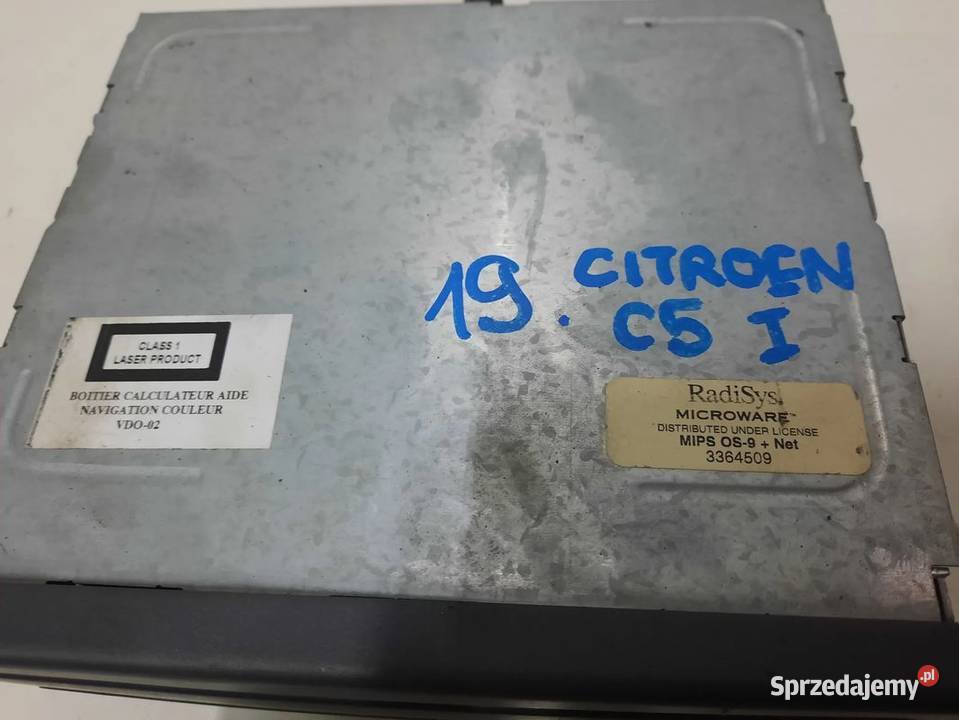 19. CITROEN
C5 I
CLASS 1
LASER PRODUCT
BOITIER CALCULATEUR AIDE
NAVIGATION COULEUR
VDO-02
RadiSys.
MICROWARE™
DISTRIBUTED UNDER LICENSE
MIPS OS-9 + Net
3364509
Sprzedajemy.pl